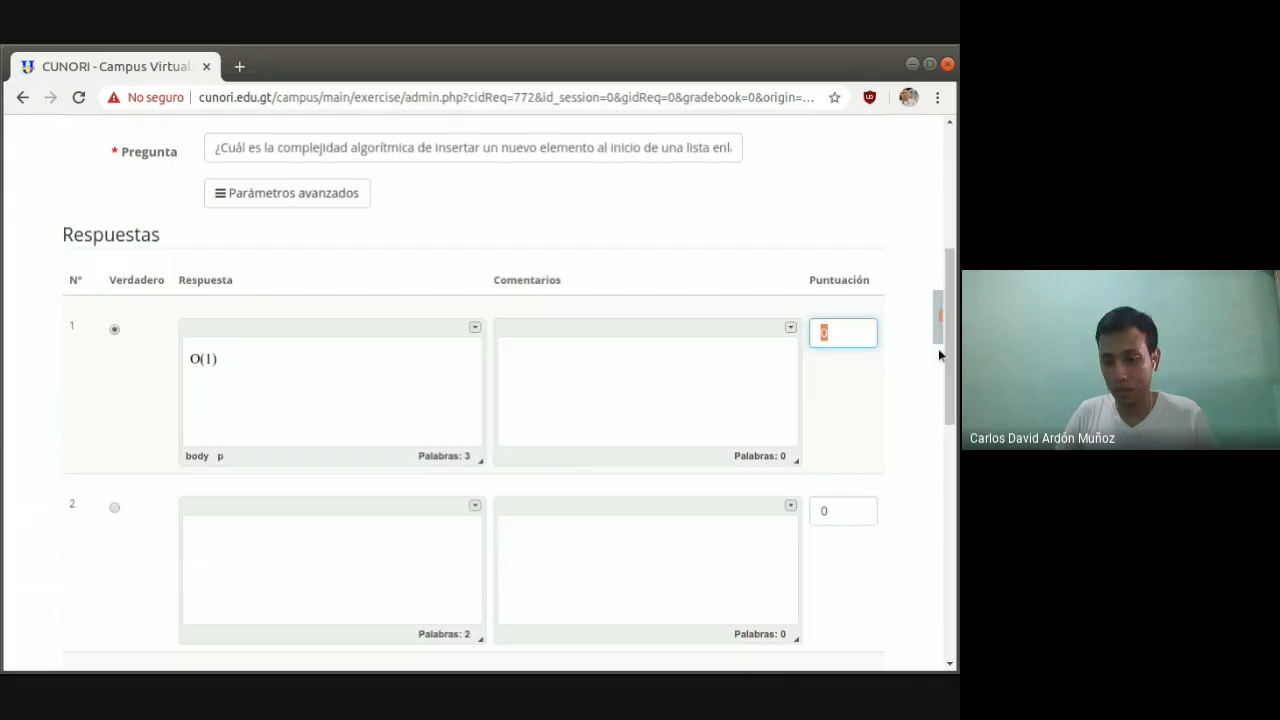 CUNORI - Campus Virtual
No seguro
cunori.edu.gt/campus/main/exercise/admin.php?cidReq=772&id_session=0&gidReq=0&gradebook=0&origin=...
* Pregunta
¿Cuál es la complejidad algorítmica de insertar un nuevo elemento al inicio de una lista enl
Parámetros avanzados
Respuestas
N° Verdadero Respuesta Comentarios Puntuación
1
O(1)
0
body p Palabras: 3 Palabras: 0
2
0
Palabras: 2 Palabras: 0
Carlos David Ardón Muñoz